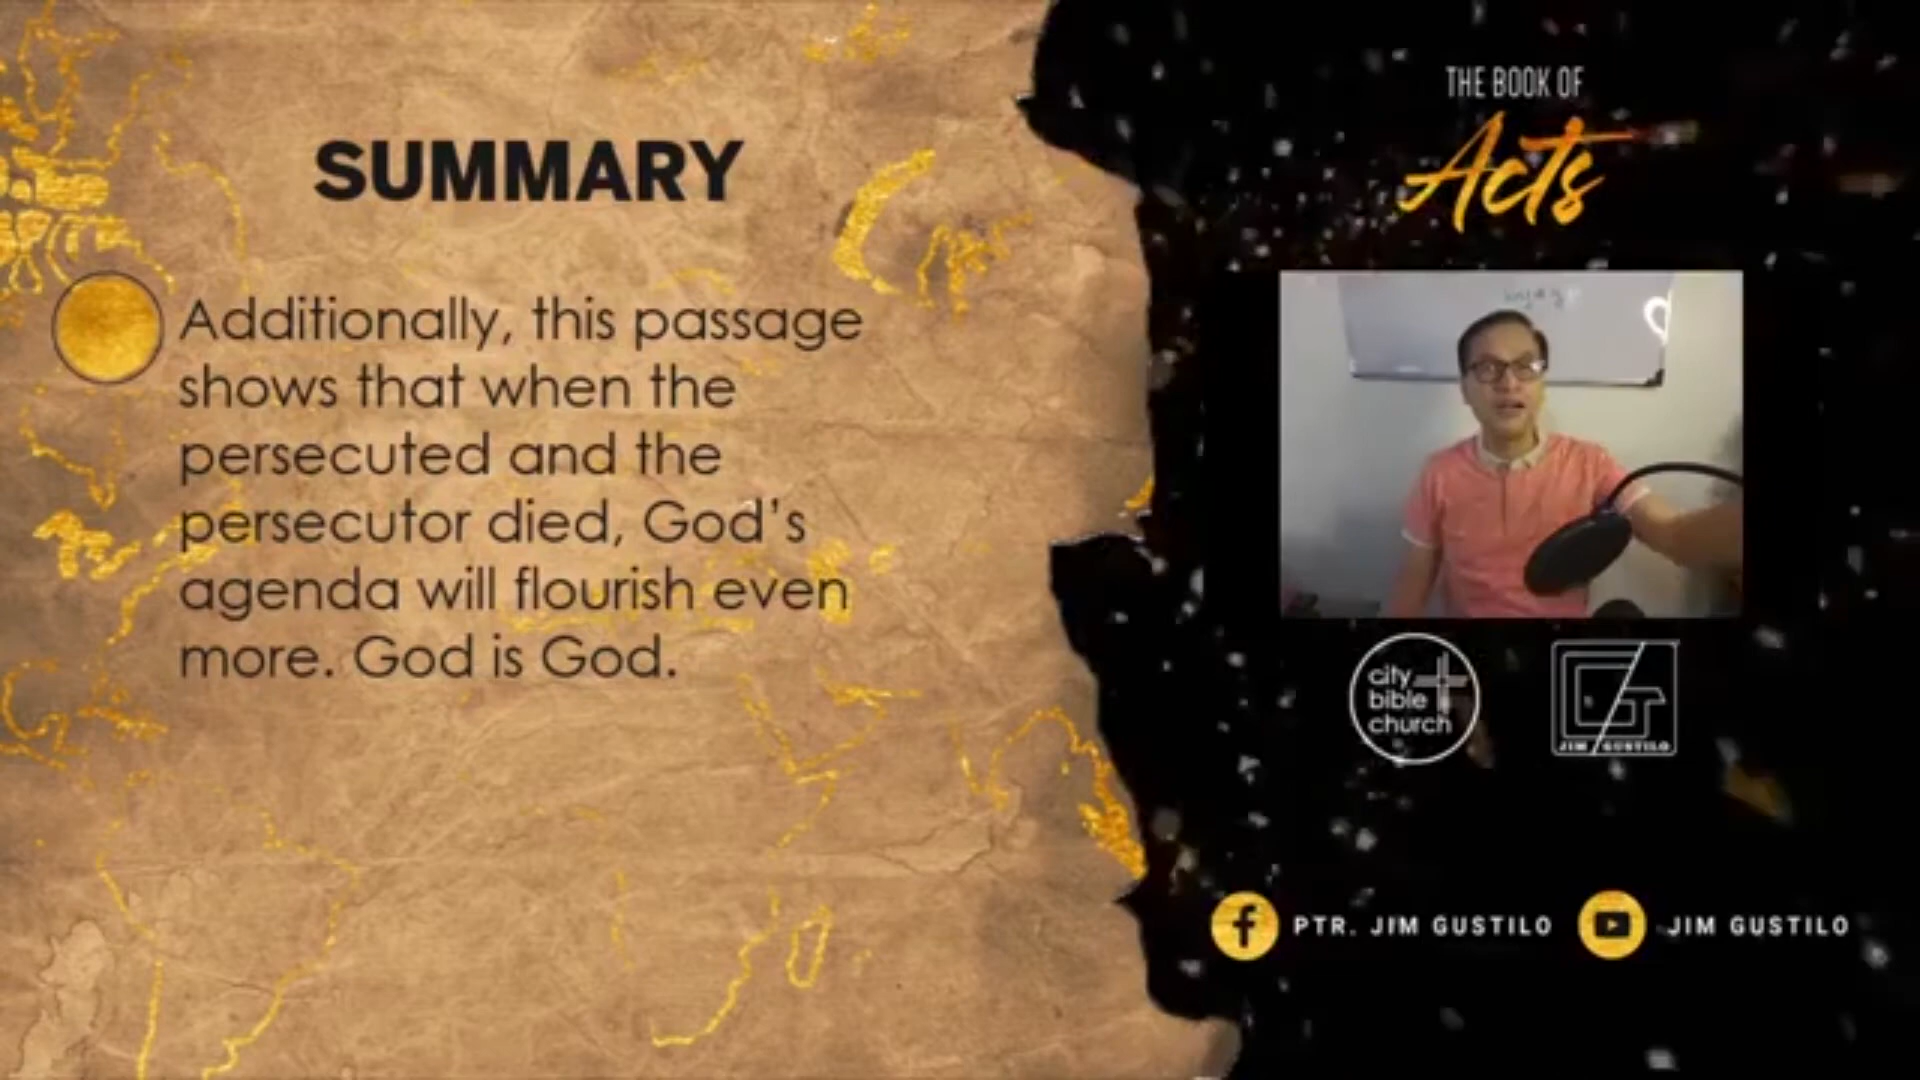 SUMMARY
Additionally, this passage
shows that when the
persecuted and the
persecutor died, God's
agenda will flourish even
more. God is God.
THE BOOK OF
Acts
city
bible
church
JIM GUSTILO
PTR. JIM GUSTILO
JIM GUSTILO